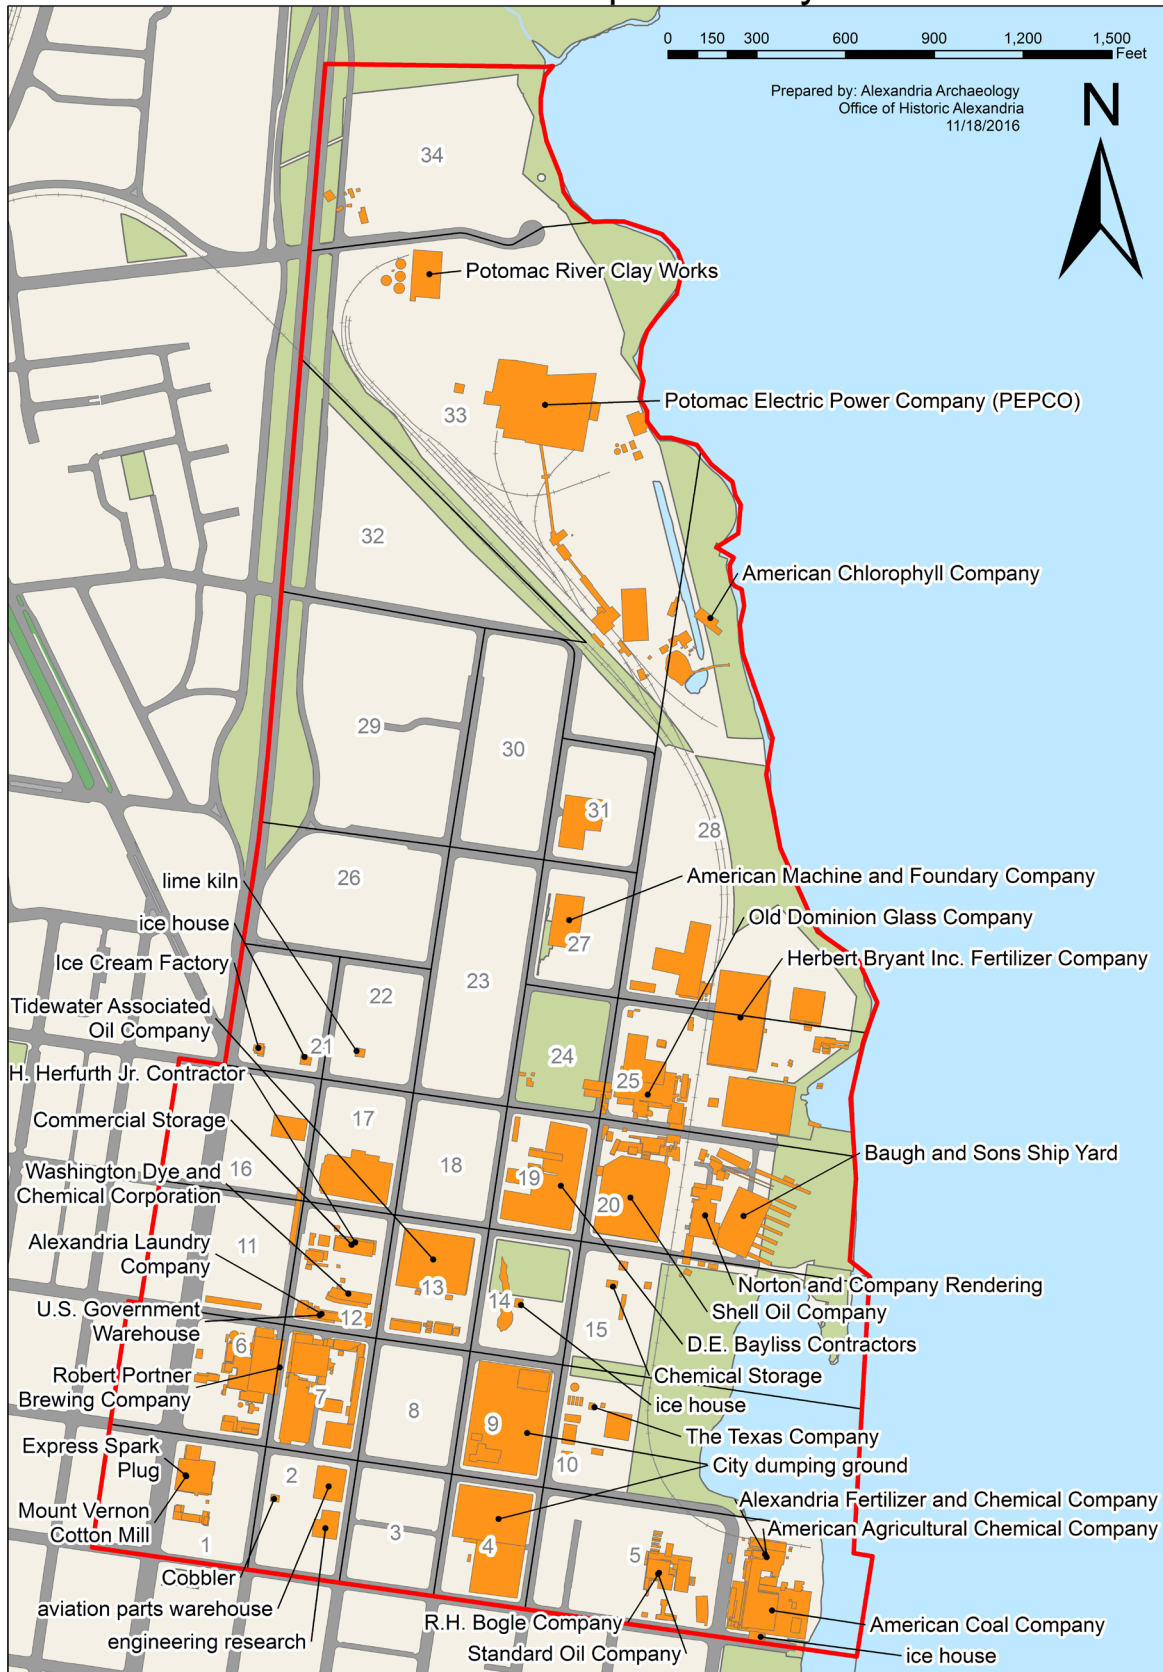 0 150 300 600 900 1,200 1,500
Feet
Prepared by: Alexandria Archaeology
Office of Historic Alexandria
11/18/2016
N
34
Potomac River Clay Works
33
Potomac Electric Power Company (PEPCO)
32
American Chlorophyll Company
29
30
31
28
26
lime kiln
American Machine and Foundary Company
ice house
Old Dominion Glass Company
27
Ice Cream Factory
Herbert Bryant Inc. Fertilizer Company
23
22
Tidewater Associated
Oil Company
21
24
H. Herfurth Jr. Contractor
25
Commercial Storage
17
Baugh and Sons Ship Yard
16
18
Washington Dye and
Chemical Corporation
19
20
Alexandria Laundry
Company
11
Norton and Company Rendering
13
14
U.S. Government
Warehouse
Shell Oil Company
12
15
D.E. Bayliss Contractors
6
Robert Portner
Brewing Company
Chemical Storage
7
8
ice house
9
The Texas Company
Express Spark
Plug
10
City dumping ground
2
Alexandria Fertilizer and Chemical Company
Mount Vernon
Cotton Mill
American Agricultural Chemical Company
1
3
4
5
Cobbler
aviation parts warehouse
R.H. Bogle Company
American Coal Company
engineering research
Standard Oil Company
ice house